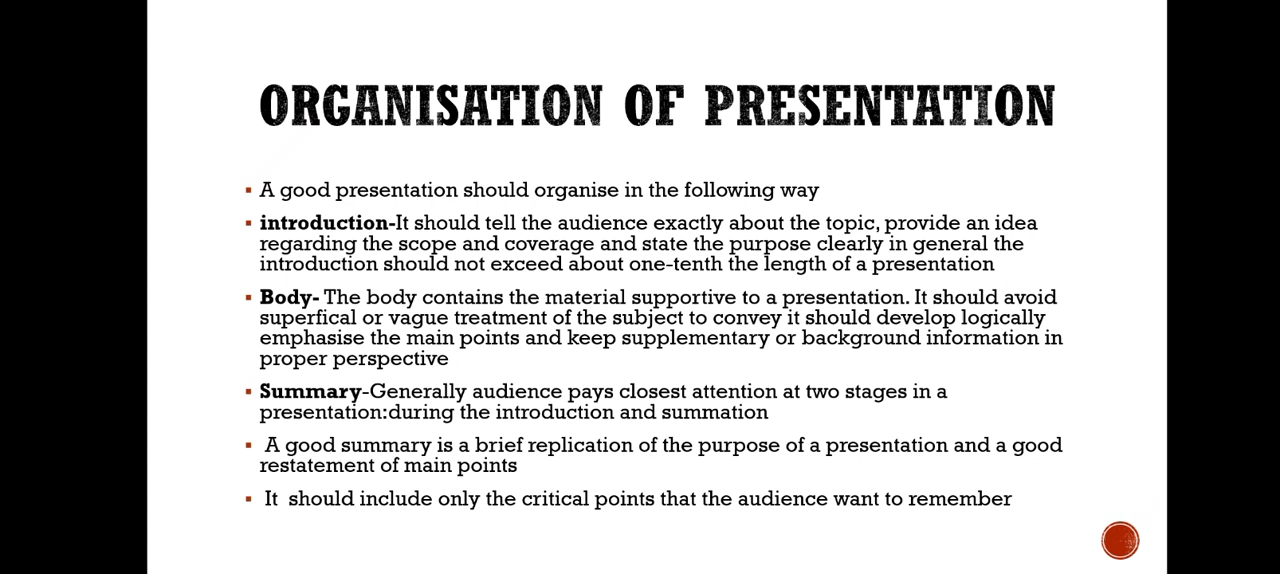 ORGANISATION OF PRESENTATION
▪ A good presentation should organise in the following way
▪ introduction-It should tell the audience exactly about the topic, provide an idea
regarding the scope and coverage and state the purpose clearly in general the
introduction should not exceed about one-tenth the length of a presentation
▪ Body- The body contains the material supportive to a presentation. It should avoid
superfical or vague treatment of the subject to convey it should develop logically
emphasise the main points and keep supplementary or background information in
proper perspective
▪ Summary-Generally audience pays closest attention at two stages in a
presentation:during the introduction and summation
▪ A good summary is a brief replication of the purpose of a presentation and a good
restatement of main points
▪ It should include only the critical points that the audience want to remember